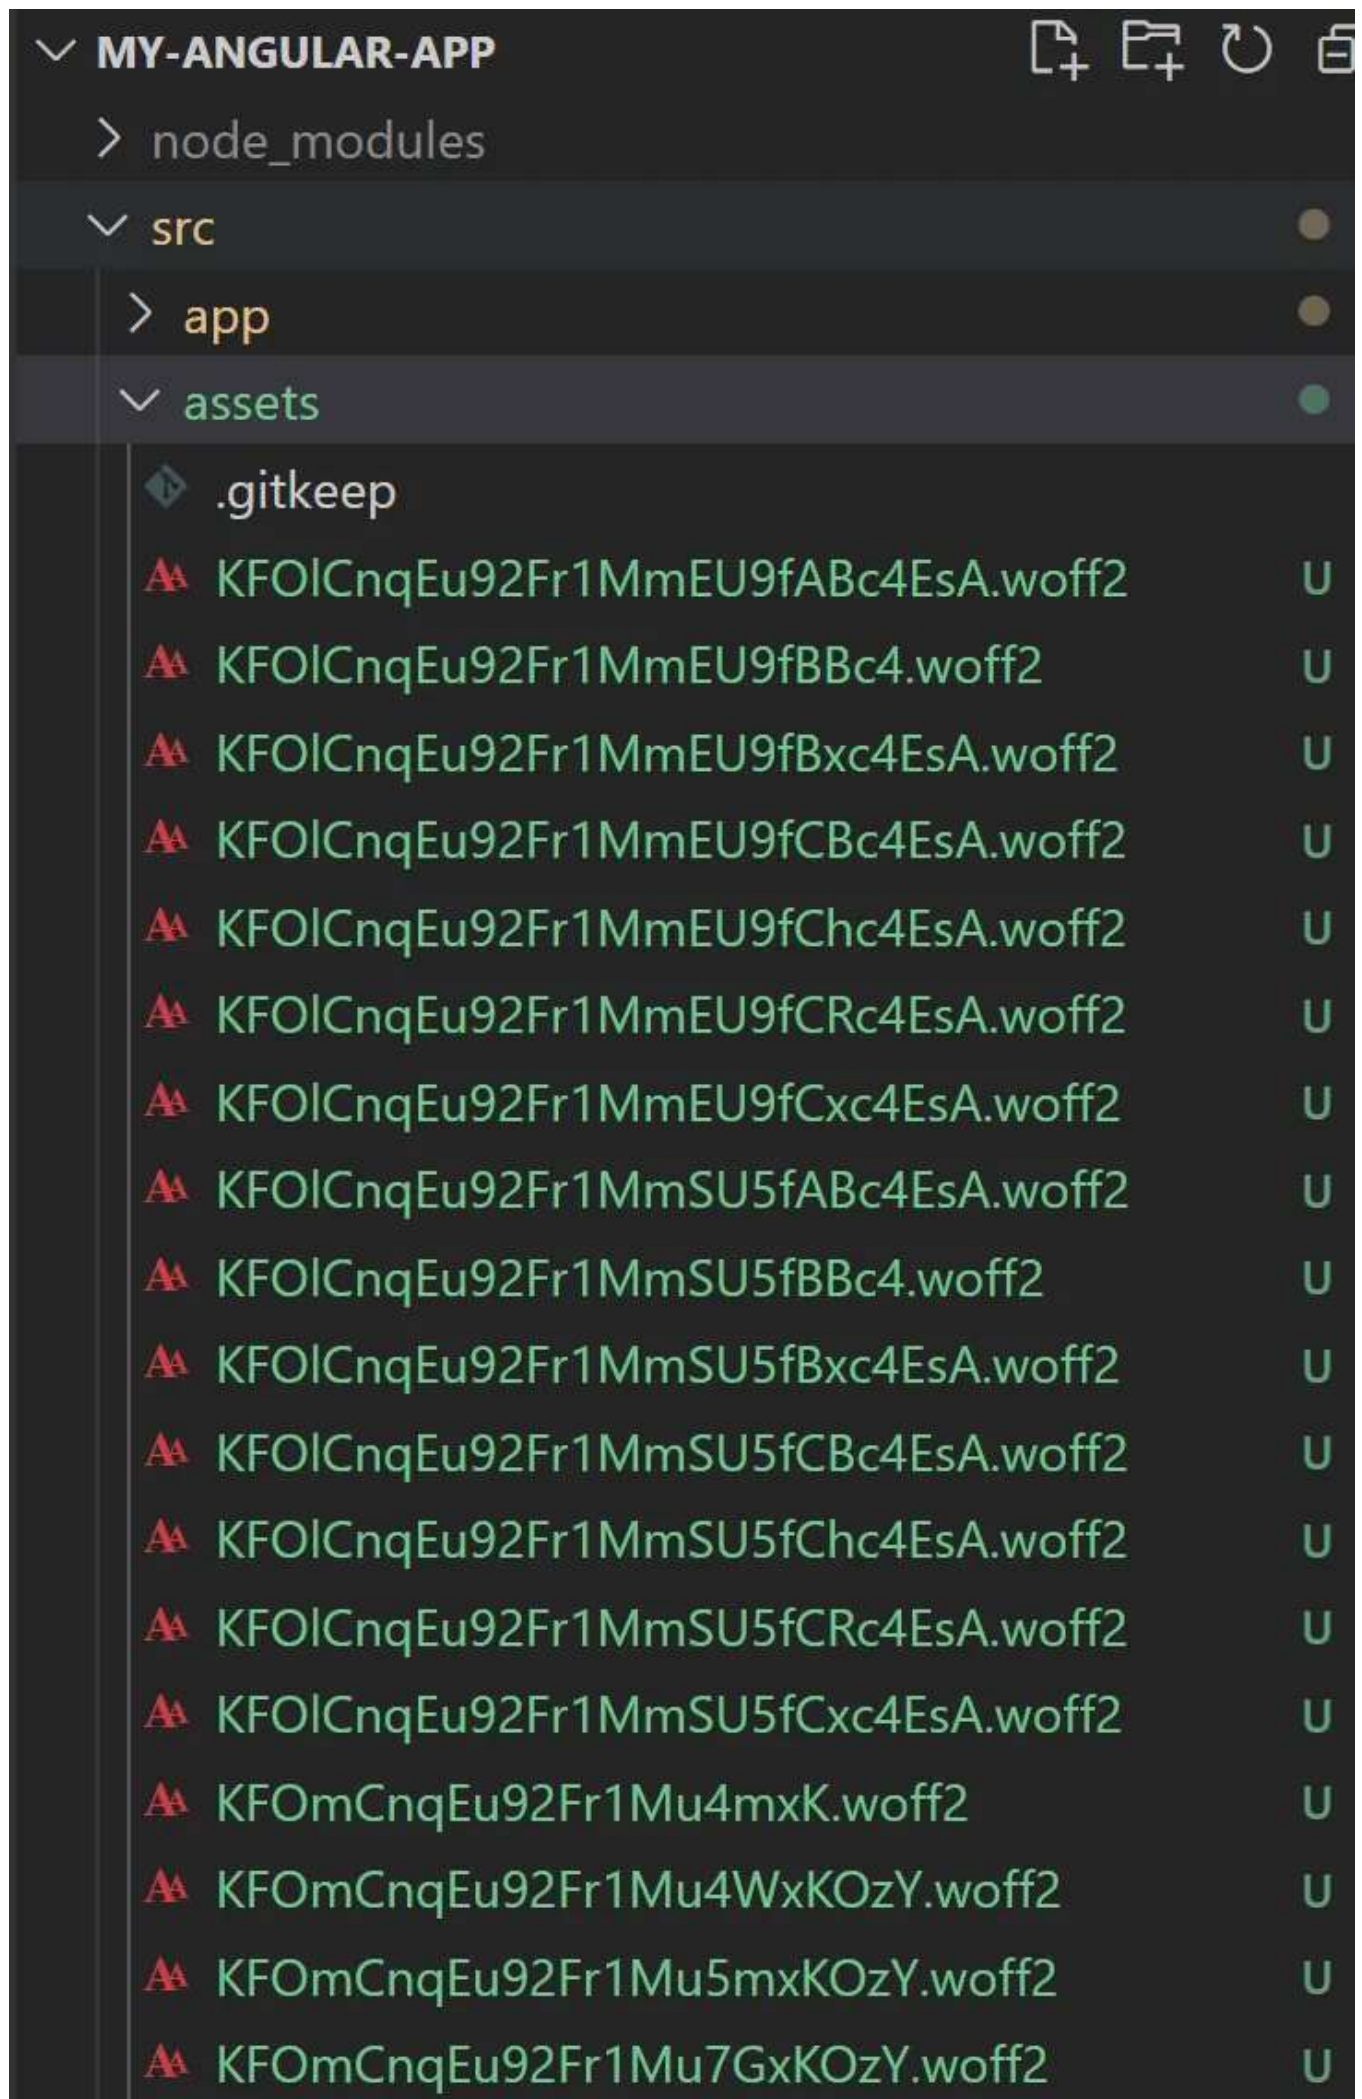 MY-ANGULAR-APP
node_modules
src
app
assets
.gitkeep
KFOlCnqEu92Fr1MmEU9fABc4EsA.woff2 U
KFOlCnqEu92Fr1MmEU9fBBc4.woff2 U
KFOlCnqEu92Fr1MmEU9fBxc4EsA.woff2 U
KFOlCnqEu92Fr1MmEU9fCBc4EsA.woff2 U
KFOlCnqEu92Fr1MmEU9fChc4EsA.woff2 U
KFOlCnqEu92Fr1MmEU9fCRc4EsA.woff2 U
KFOlCnqEu92Fr1MmEU9fCxc4EsA.woff2 U
KFOlCnqEu92Fr1MmSU5fABc4EsA.woff2 U
KFOlCnqEu92Fr1MmSU5fBBc4.woff2 U
KFOlCnqEu92Fr1MmSU5fBxc4EsA.woff2 U
KFOlCnqEu92Fr1MmSU5fCBc4EsA.woff2 U
KFOlCnqEu92Fr1MmSU5fChc4EsA.woff2 U
KFOlCnqEu92Fr1MmSU5fCRc4EsA.woff2 U
KFOlCnqEu92Fr1MmSU5fCxc4EsA.woff2 U
KFOmCnqEu92Fr1Mu4mxK.woff2 U
KFOmCnqEu92Fr1Mu4WxKOzY.woff2 U
KFOmCnqEu92Fr1Mu5mxKOzY.woff2 U
KFOmCnqEu92Fr1Mu7GxKOzY.woff2 U